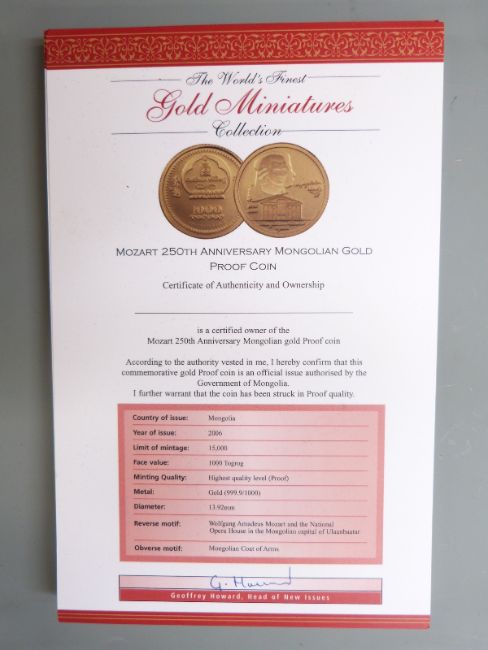 The World's Finest
Gold Miniatures
Collection
1000
MOZART 250TH ANNIVERSARY MONGOLIAN GOLD
PROOF COIN
Certificate of Authenticity and Ownership
is a certified owner of the
Mozart 250th Anniversary Mongolian gold Proof coin
According to the authority vested in me, I hereby confirm that this
commemorative gold Proof coin is an official issue authorised by the
Government of Mongolia.
I further warrant that the coin has been struck in Proof quality.
Country of issue: Mongolia
Year of issue: 2006
Limit of mintage: 15,000
Face value: 1000 Togrog
Minting Quality: Highest quality level (Proof)
Metal: Gold (999.9/1000)
Diameter: 13.92mm
Reverse motif: Wolfgang Amadeus Mozart and the National
Opera House in the Mongolian capital of Ulaanbaatar
Obverse motif: Mongolian Coat of Arms
G. Howard
Geoffrey Howard, Head of New Issues